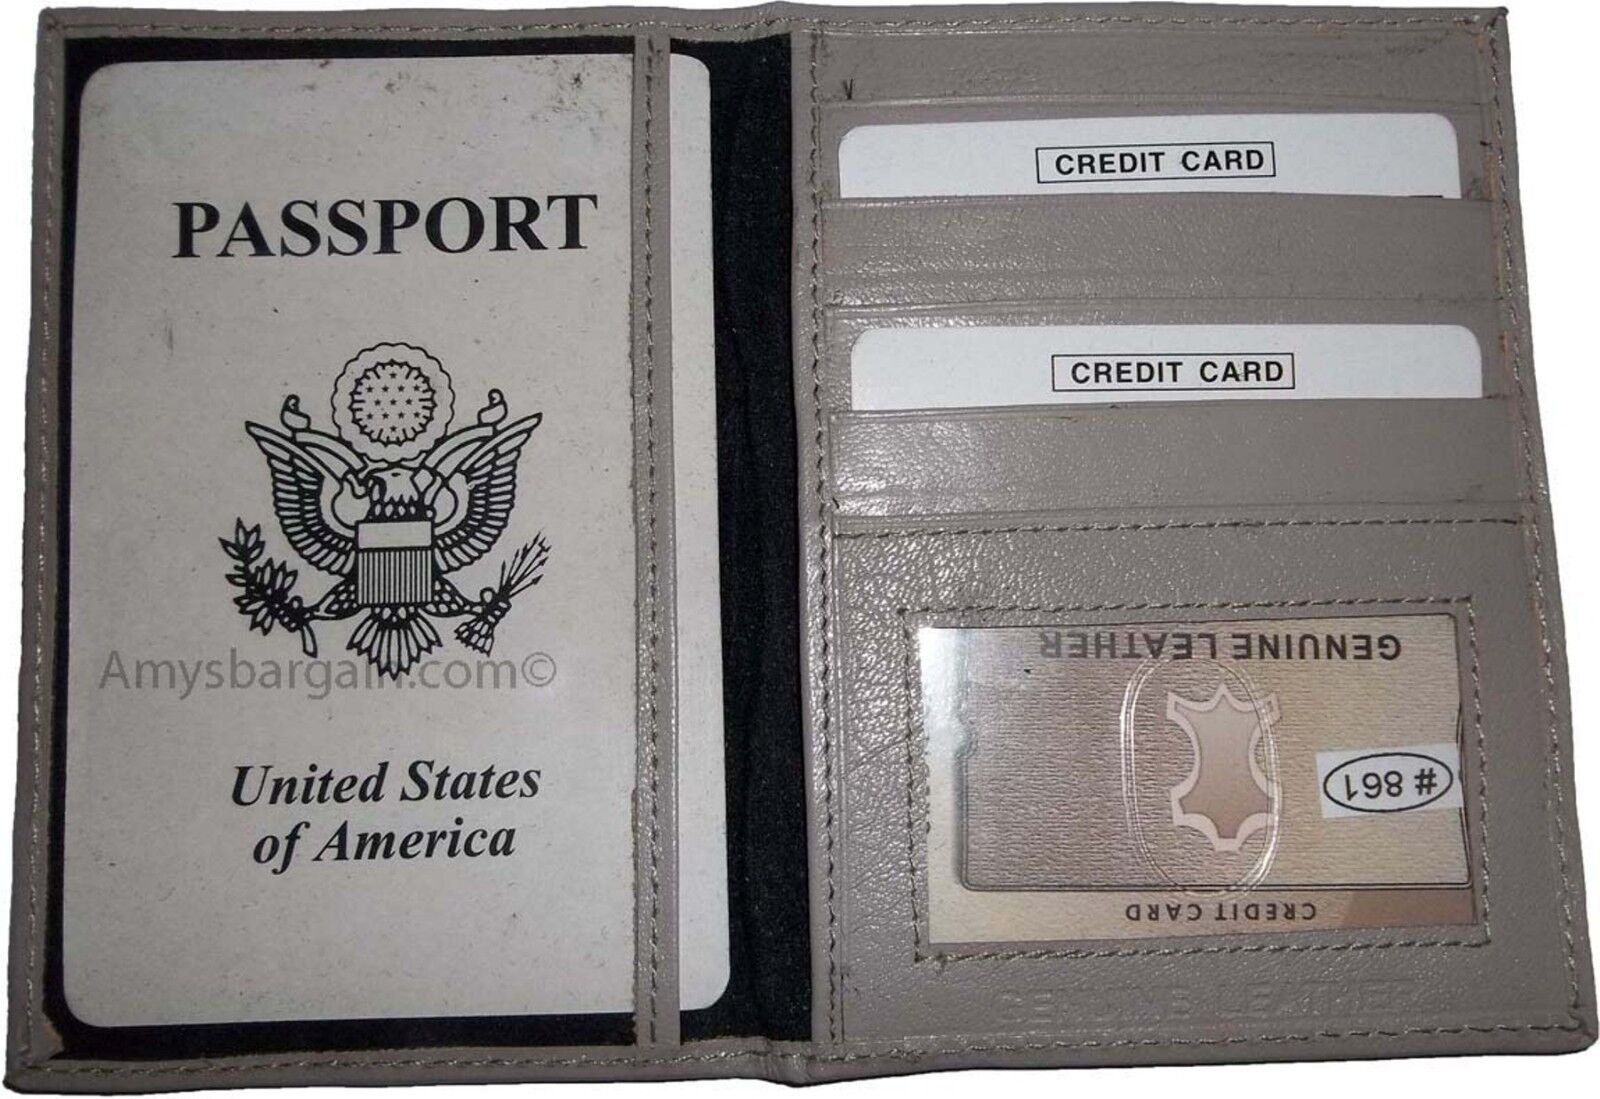 PASSPORT
Amysbargain.com©
United States
of America
CREDIT CARD
CREDIT CARD
GENUINE LEATHER
# 861
CREDIT CARD